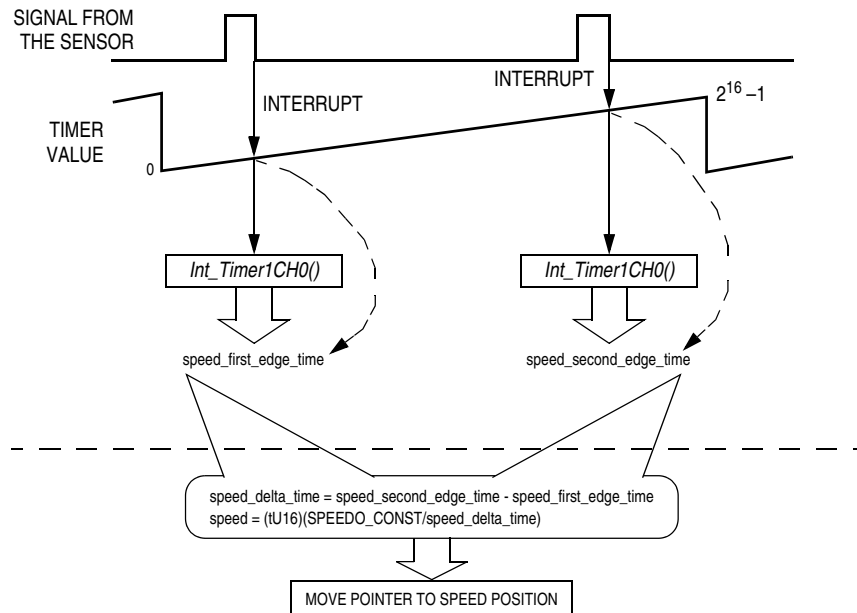 SIGNAL FROM
THE SENSOR
INTERRUPT
INTERRUPT
2^16 –1
TIMER
VALUE
0
Int_Timer1CH0()
Int_Timer1CH0()
speed_first_edge_time
speed_second_edge_time
speed_delta_time = speed_second_edge_time - speed_first_edge_time
speed = (tU16)(SPEEDO_CONST/speed_delta_time)
MOVE POINTER TO SPEED POSITION